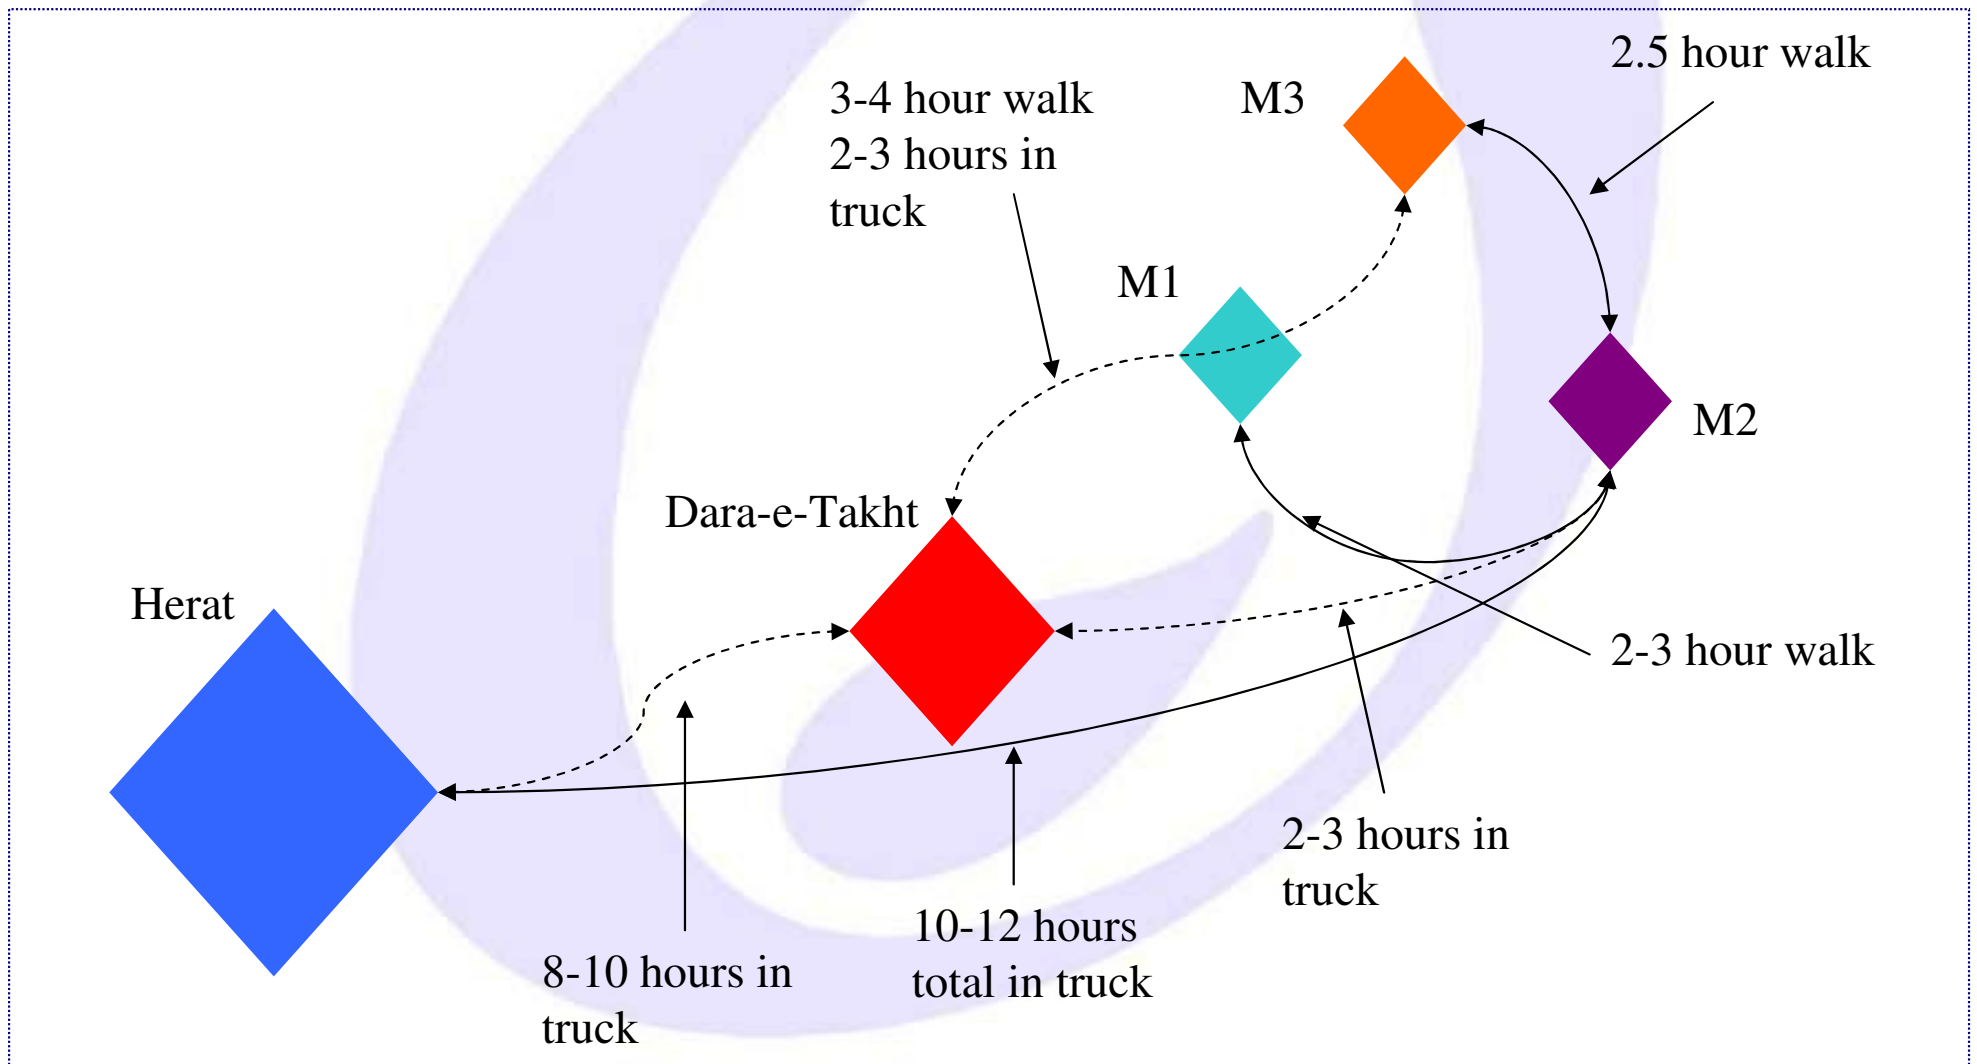 2.5 hour walk
3-4 hour walk
2-3 hours in
truck
M3
M1
M2
Dara-e-Takht
Herat
2-3 hour walk
2-3 hours in
truck
10-12 hours
total in truck
8-10 hours in
truck